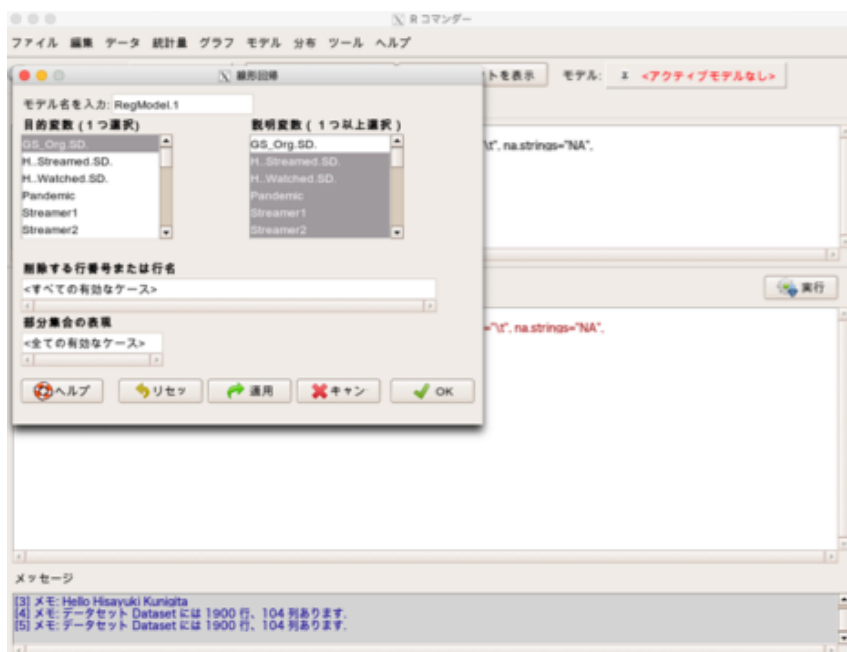 R コマンダー
ファイル 編集 データ 統計量 グラフ モデル 分布 ツール ヘルプ
トを表示 モデル: Σ <アクティブモデルなし>
線形回帰
モデル名を入力: RegModel.1
目的変数 (1つ選択) 説明変数 (1つ以上選択)
GS_Org.SD. GS_Org.SD.
H..Streamed.SD. H..Streamed.SD.
H..Watched.SD. H..Watched.SD.
Pandemic Pandemic
Streamer1 Streamer1
Streamer2 Streamer2
削除する行番号または行名
<すべての有効なケース>
部分集合の表現
<全ての有効なケース>
ヘルプ リセッ 適用 キャン OK
\t", na.strings="NA",
実行
="\t", na.strings="NA",
メッセージ
[3] メモ: Hello Hisayuki Kunigita
[4] メモ: データセット Dataset には 1900 行、104 列あります.
[5] メモ: データセット Dataset には 1900 行、104 列あります.